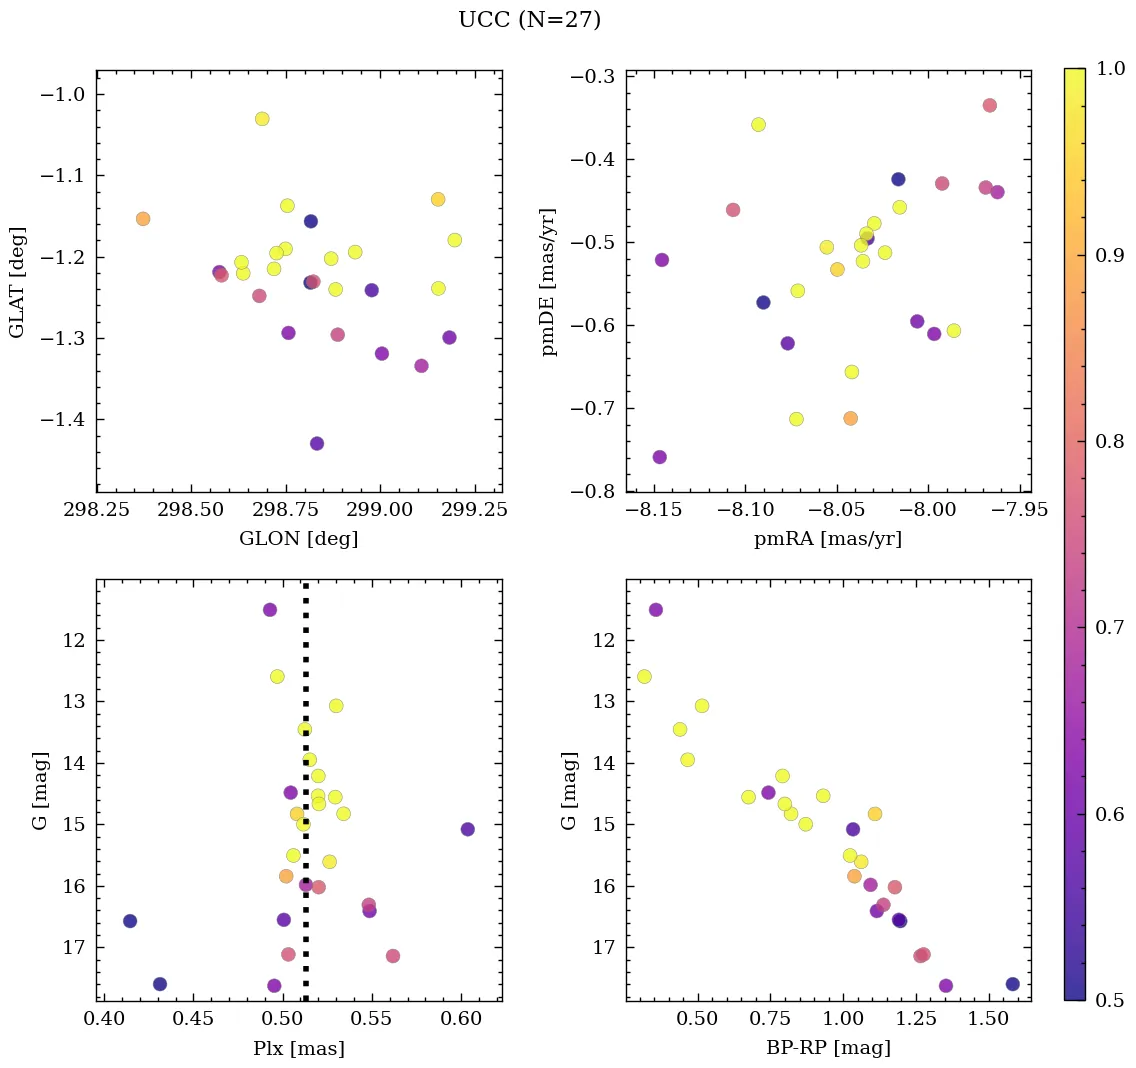 UCC (N=27)
−1.0
−1.1
−1.2
−1.3
−1.4
GLAT [deg]
298.25 298.50 298.75 299.00 299.25
GLON [deg]
−0.3
−0.4
−0.5
−0.6
−0.7
−0.8
pmDE [mas/yr]
−8.15 −8.10 −8.05 −8.00 −7.95
pmRA [mas/yr]
12
13
14
15
16
17
G [mag]
0.40 0.45 0.50 0.55 0.60
Plx [mas]
12
13
14
15
16
17
G [mag]
0.50 0.75 1.00 1.25 1.50
BP-RP [mag]
1.0
0.9
0.8
0.7
0.6
0.5